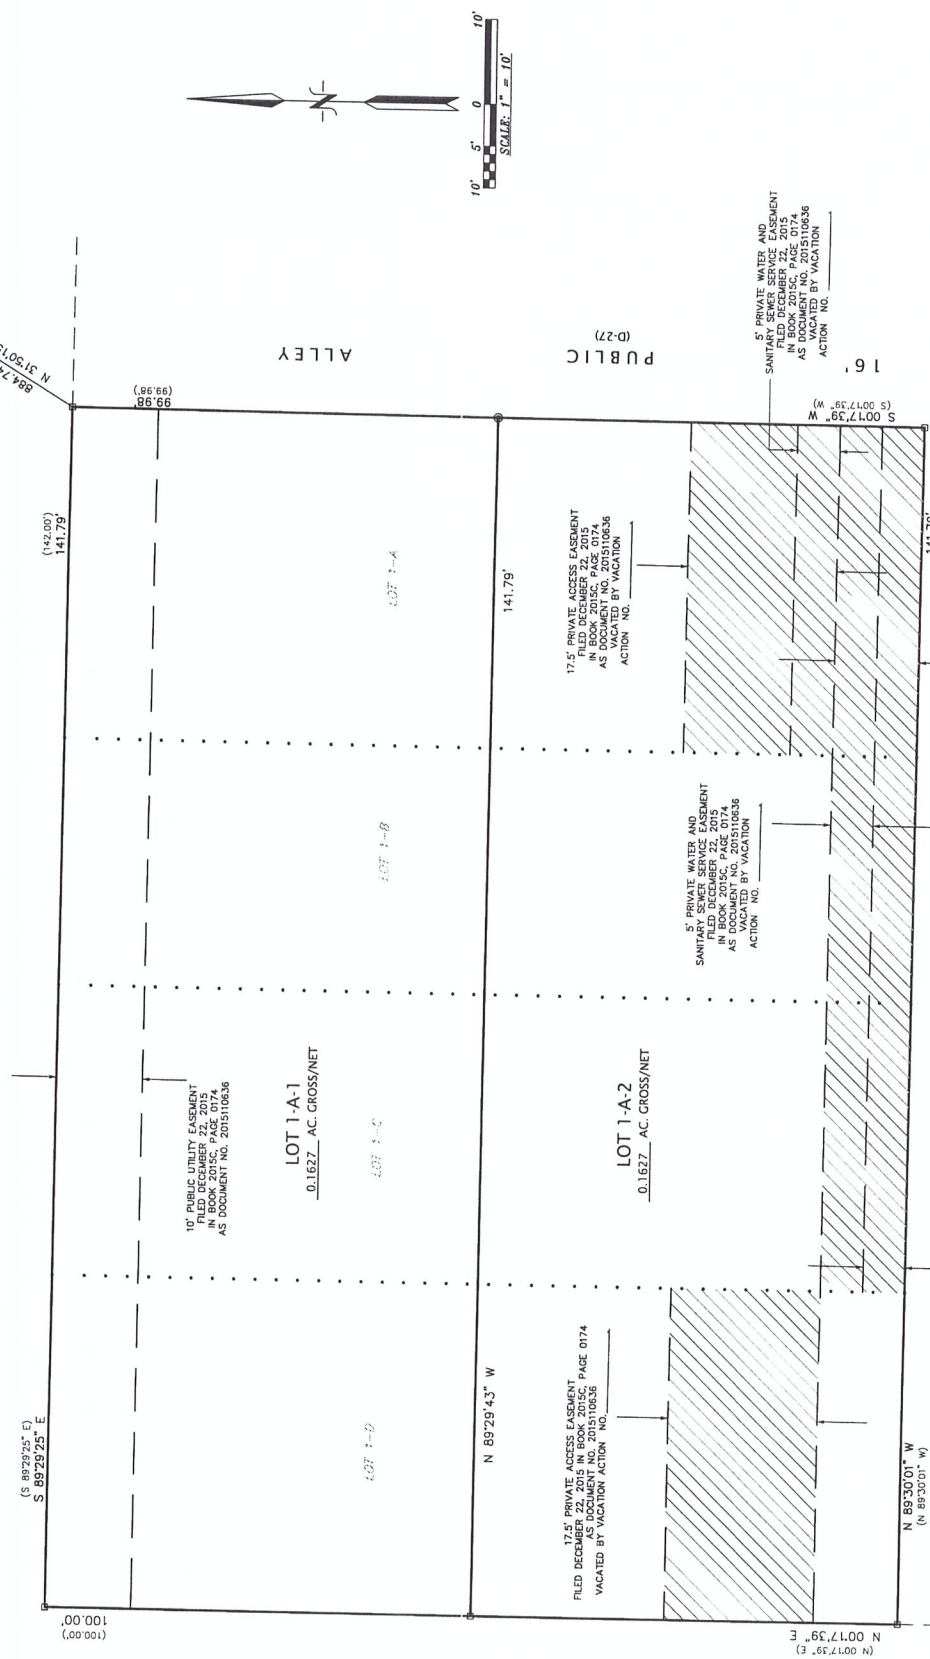 10' 5' 0 10'
SCALE: 1" = 10'
N 31°50'1
884.74
(142.00')
141.79'
99.98'
(99.98')
ALLEY
PUBLIC
(D-27)
16'
S 00°17'39" W
(S 00°17'39" W)
5' PRIVATE WATER AND
SANITARY SEWER SERVICE EASEMENT
FILED DECEMBER 22, 2015
IN BOOK 2015C, PAGE 0174
AS DOCUMENT NO. 2015110636
VACATED BY VACATION
ACTION NO.
LOT 1-A
141.79'
17.5' PRIVATE ACCESS EASEMENT
FILED DECEMBER 22, 2015
IN BOOK 2015C, PAGE 0174
AS DOCUMENT NO. 2015110636
VACATED BY VACATION
ACTION NO.
141.79'
LOT 1-B
5' PRIVATE WATER AND
SANITARY SEWER SERVICE EASEMENT
FILED DECEMBER 22, 2015
IN BOOK 2015C, PAGE 0174
AS DOCUMENT NO. 2015110636
VACATED BY VACATION
ACTION NO.
10' PUBLIC UTILITY EASEMENT
FILED DECEMBER 22, 2015
IN BOOK 2015C, PAGE 0174
AS DOCUMENT NO. 2015110636
LOT 1-A-1
0.1627 AC. GROSS/NET
LOT 1-C
LOT 1-A-2
0.1627 AC. GROSS/NET
(S 89°29'25" E)
S 89°29'25" E
LOT 1-D
N 89°29'43" W
17.5' PRIVATE ACCESS EASEMENT
FILED DECEMBER 22, 2015 IN BOOK 2015C, PAGE 0174
AS DOCUMENT NO. 2015110636
VACATED BY VACATION ACTION NO.
N 89°30'01" W
(N 89°30'01" W)
100.00'
(100.00')
N 00°17'39" E
(N 00°17'39" E)